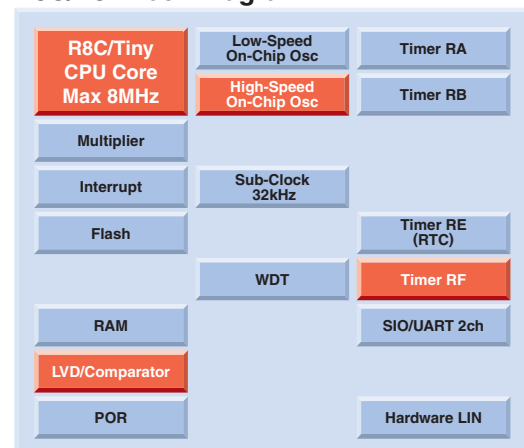 R8C/Tiny
CPU Core
Max 8MHz
Low-Speed
On-Chip Osc
Timer RA
High-Speed
On-Chip Osc
Timer RB
Multiplier
Interrupt
Sub-Clock
32kHz
Flash
Timer RE
(RTC)
WDT
Timer RF
RAM
SIO/UART 2ch
LVD/Comparator
POR
Hardware LIN